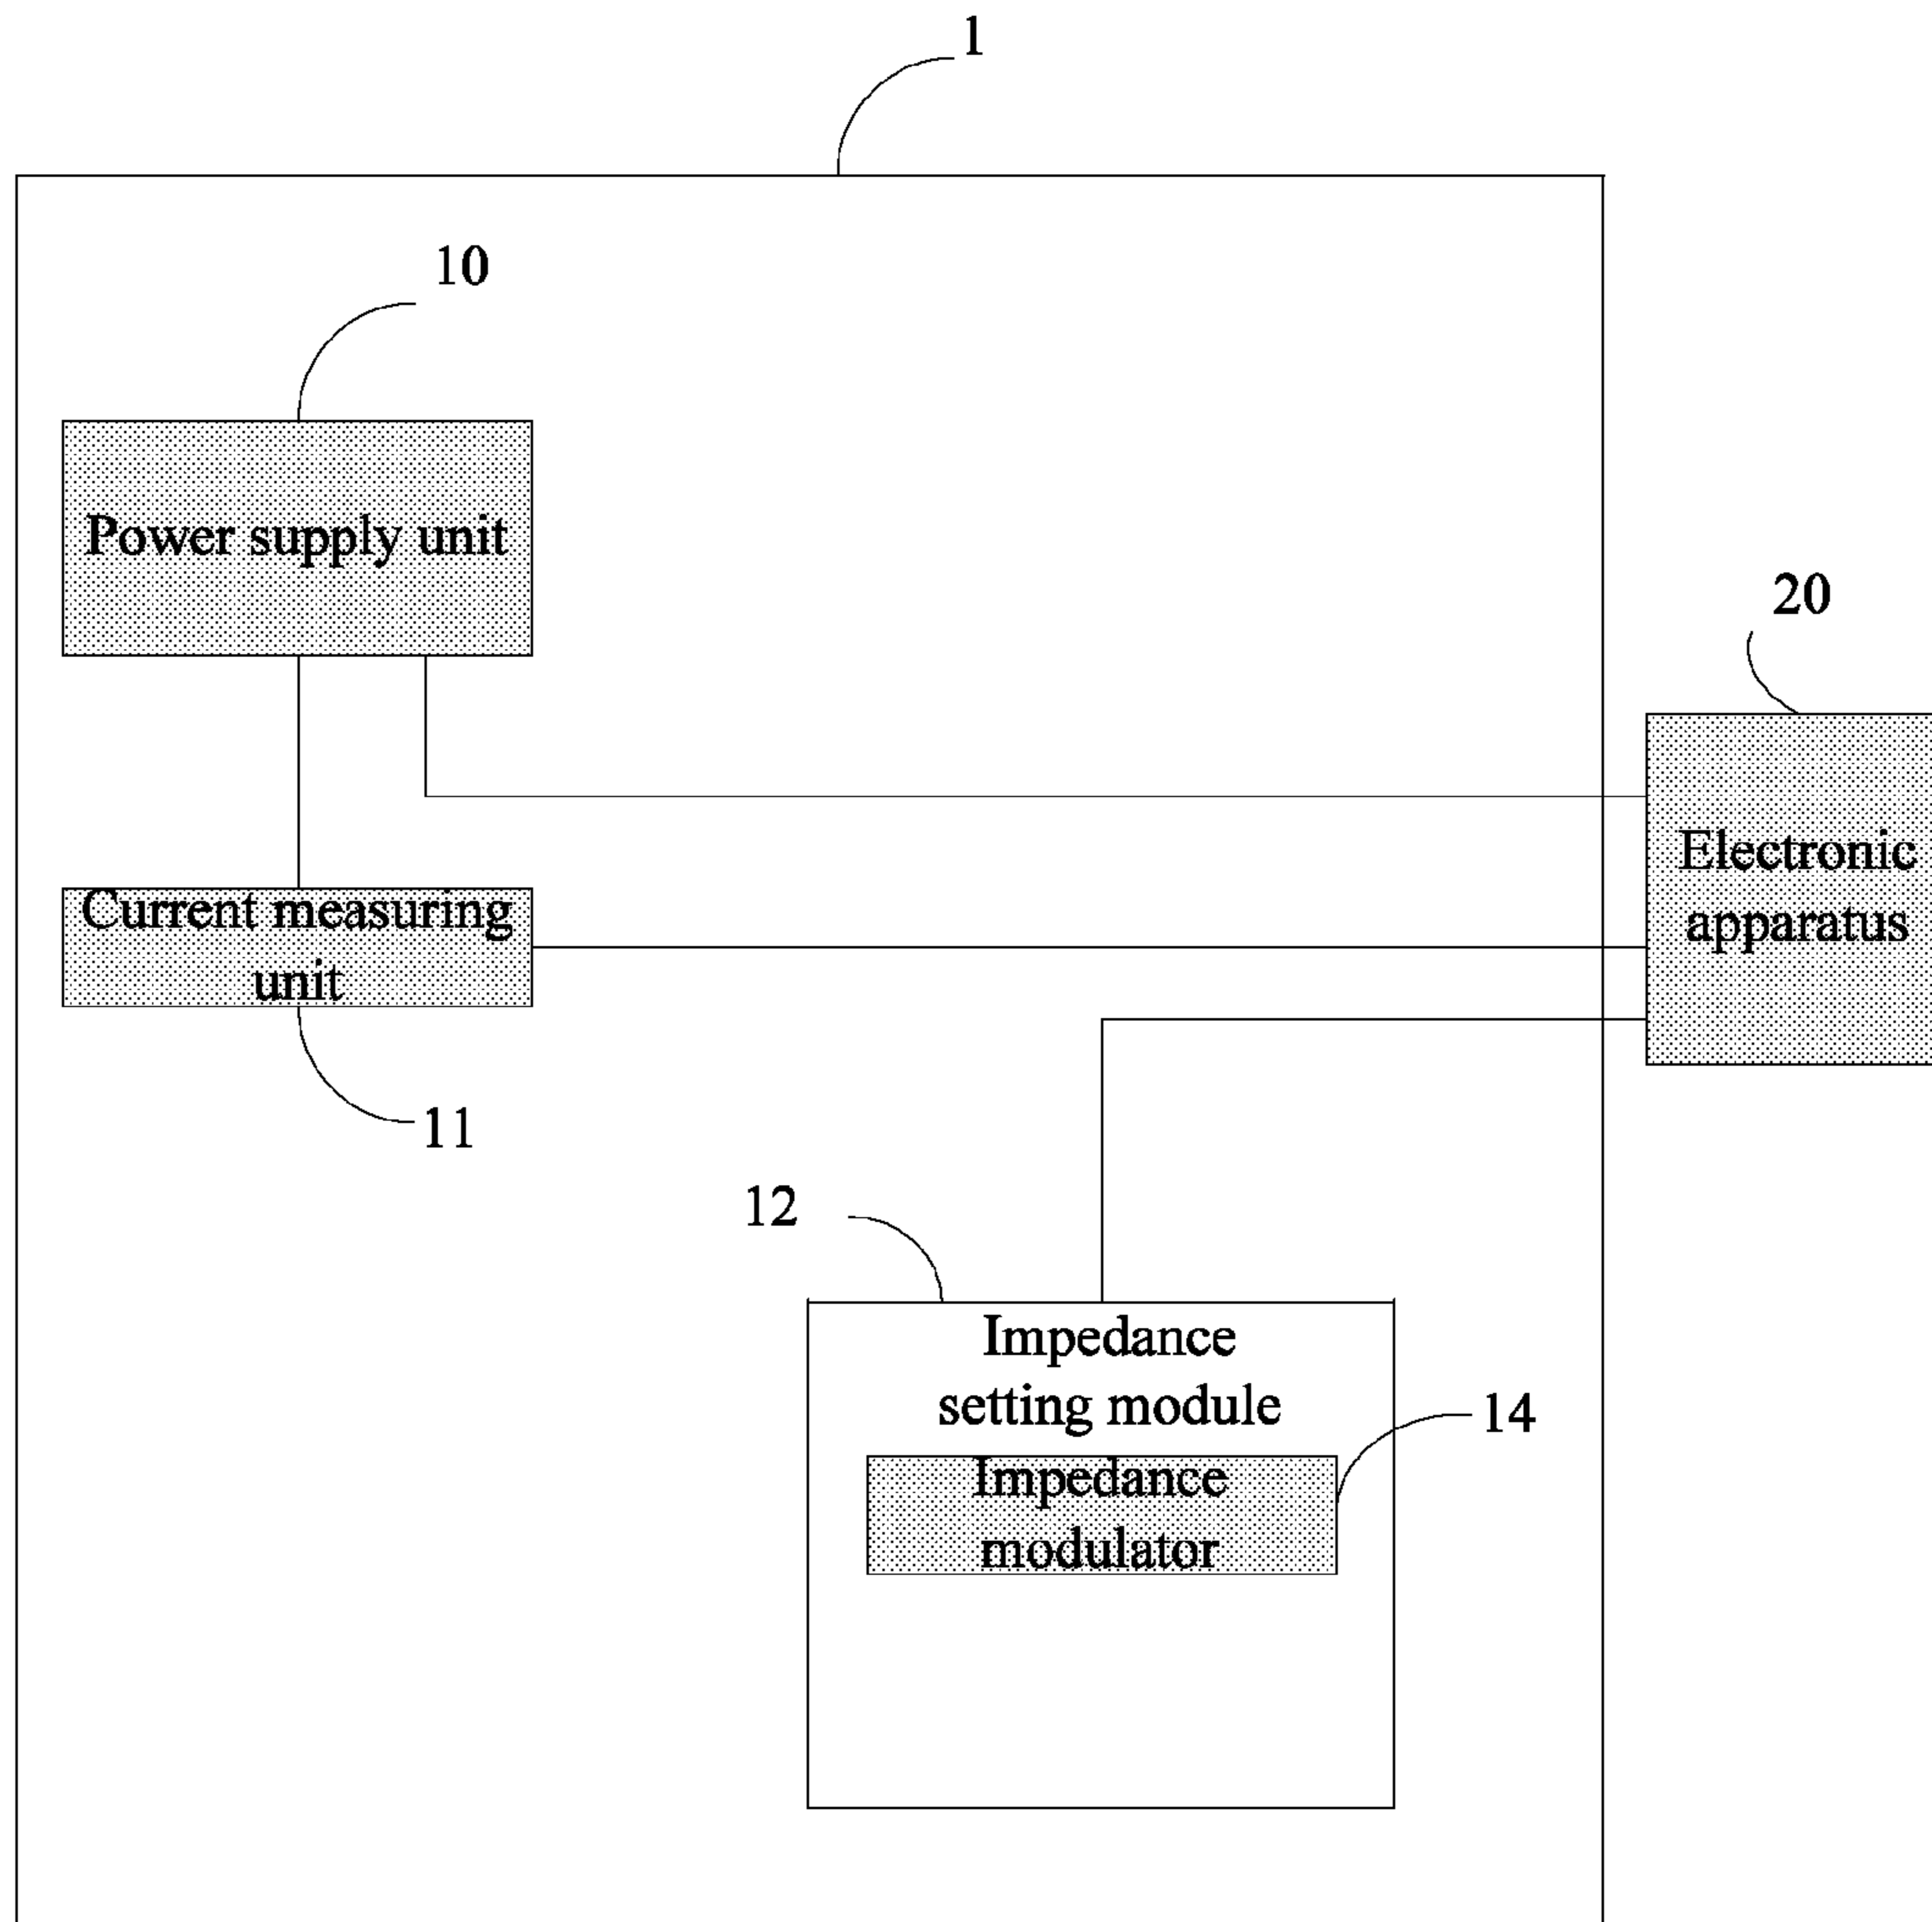 1
10
Power supply unit
20
Electronic
apparatus
Current measuring
unit
11
12
Impedance
setting module
14
Impedance
modulator